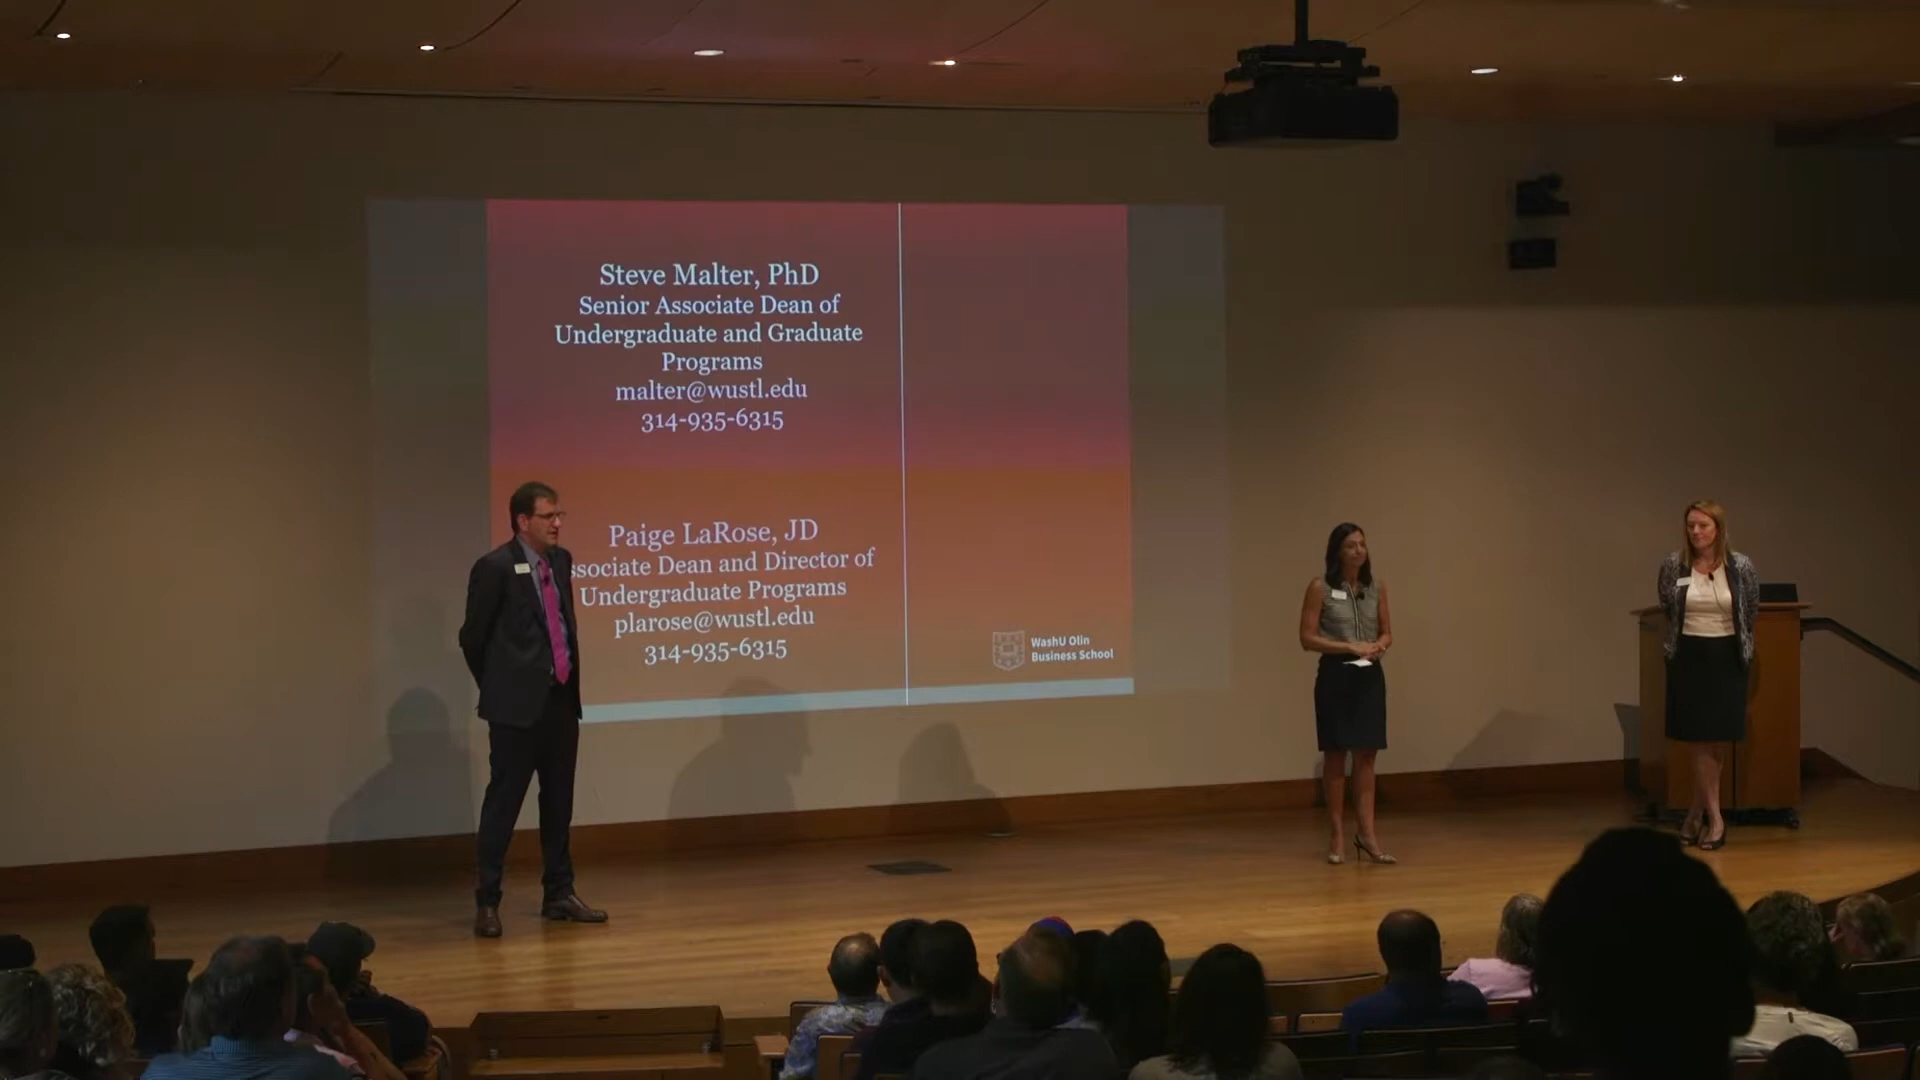 Steve Malter, PhD
Senior Associate Dean of
Undergraduate and Graduate
Programs
malter@wustl.edu
314-935-6315
Paige LaRose, JD
ssociate Dean and Director of
Undergraduate Programs
plarose@wustl.edu
314-935-6315
WashU Olin
Business School